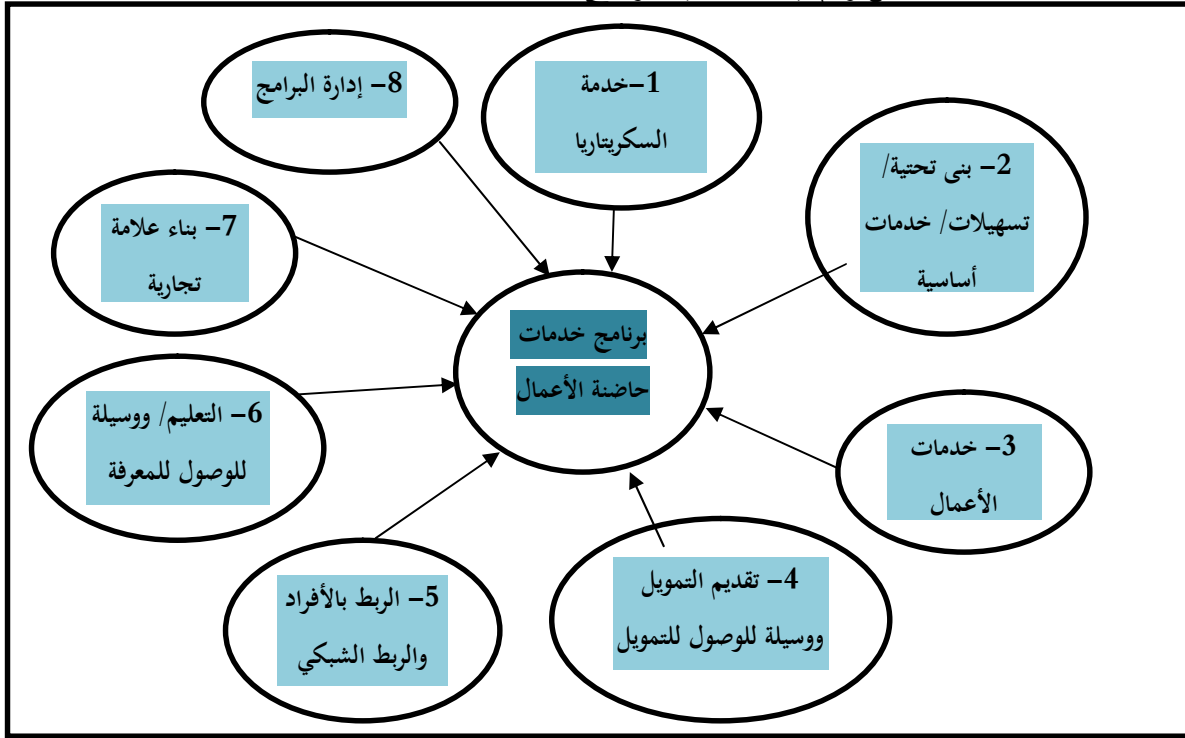 1-خدمة
السكريتاريا
2- بنى تحتية/
تسهيلات/ خدمات
أساسية
3- خدمات
الأعمال
4- تقديم التمويل
ووسيلة للوصول للتمويل
5- الربط بالأفراد
والربط الشبكي
6- التعليم/ ووسيلة
للوصول للمعرفة
7- بناء علامة
تجارية
8- إدارة البرامج
برنامج خدمات
حاضنة الأعمال